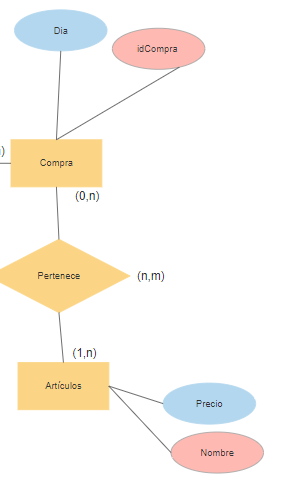 Dia
idCompra
)
Compra
(0,n)
Pertenece
(n,m)
(1,n)
Artículos
Precio
Nombre